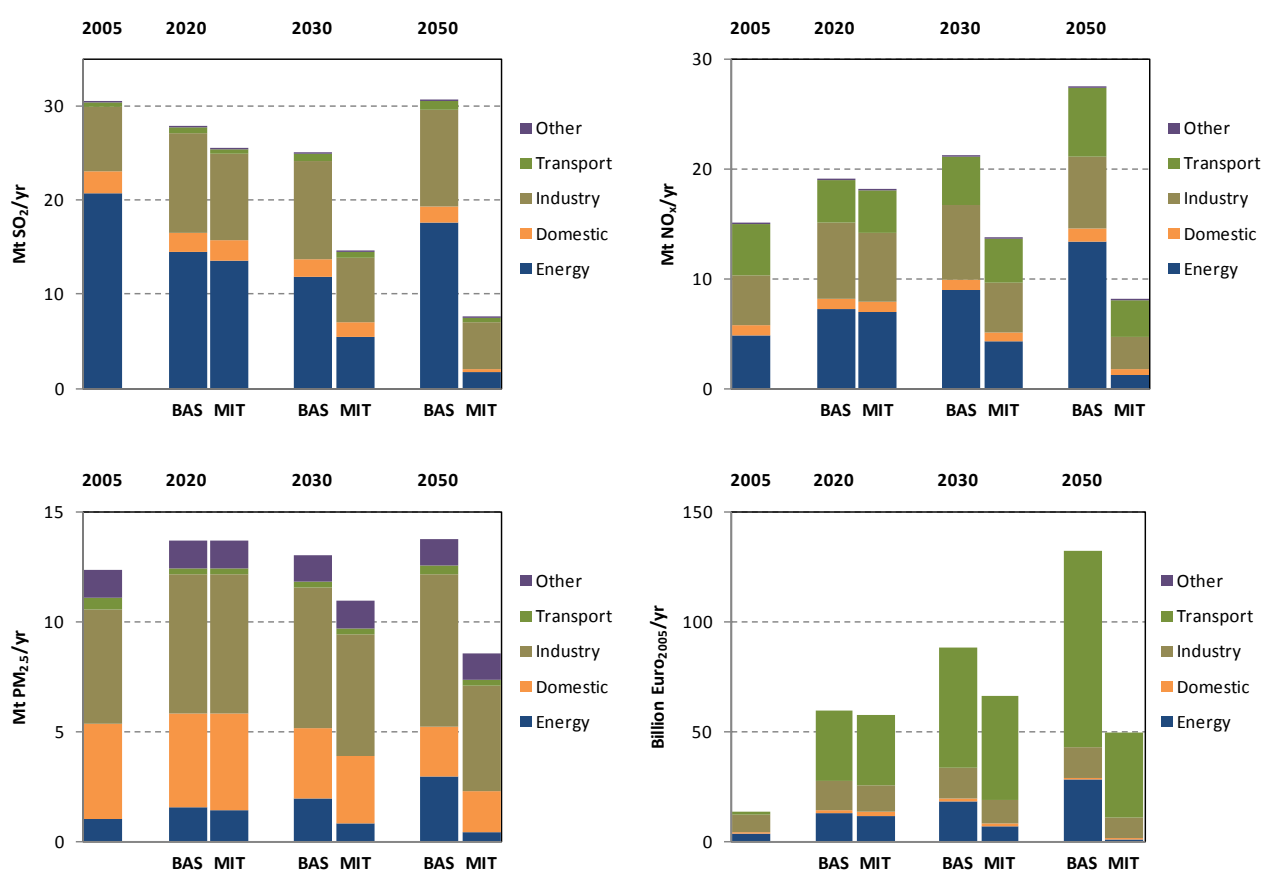 2005 2020 2030 2050
Mt SO2/yr
30
20
10
0
BAS MIT BAS MIT BAS MIT
Other
Transport
Industry
Domestic
Energy
2005 2020 2030 2050
Mt NOx/yr
30
20
10
0
BAS MIT BAS MIT BAS MIT
Other
Transport
Industry
Domestic
Energy
2005 2020 2030 2050
Mt PM2.5/yr
15
10
5
0
BAS MIT BAS MIT BAS MIT
Other
Transport
Industry
Domestic
Energy
2005 2020 2030 2050
Billion Euro2005/yr
150
100
50
0
BAS MIT BAS MIT BAS MIT
Other
Transport
Industry
Domestic
Energy